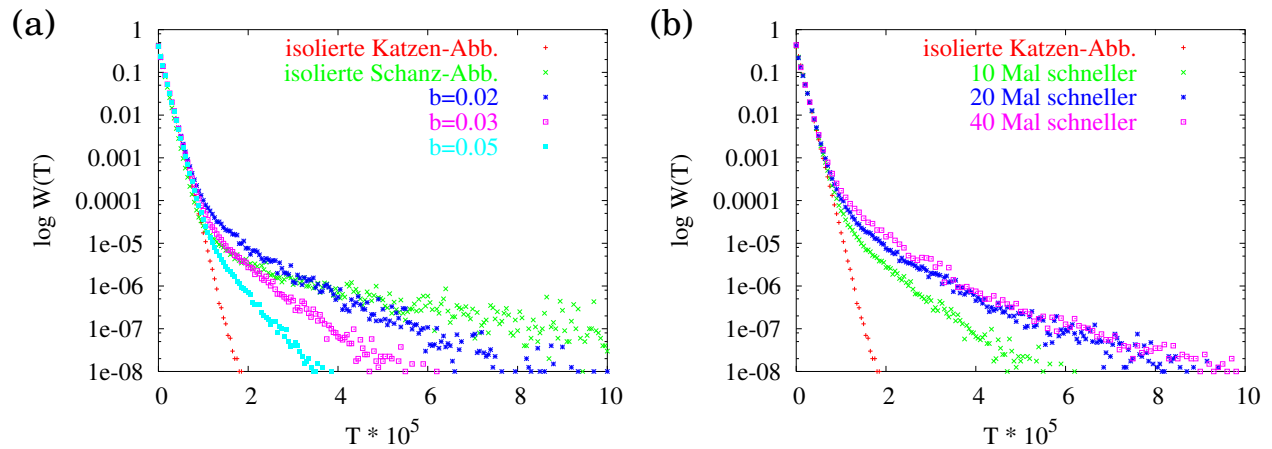 (a)
isolierte Katzen-Abb.
isolierte Schanz-Abb.
b=0.02
b=0.03
b=0.05
1
0.1
0.01
0.001
0.0001
1e-05
1e-06
1e-07
1e-08
log W(T)
0 2 4 6 8 10
T * 10^5
(b)
isolierte Katzen-Abb.
10 Mal schneller
20 Mal schneller
40 Mal schneller
1
0.1
0.01
0.001
0.0001
1e-05
1e-06
1e-07
1e-08
log W(T)
0 2 4 6 8 10
T * 10^5